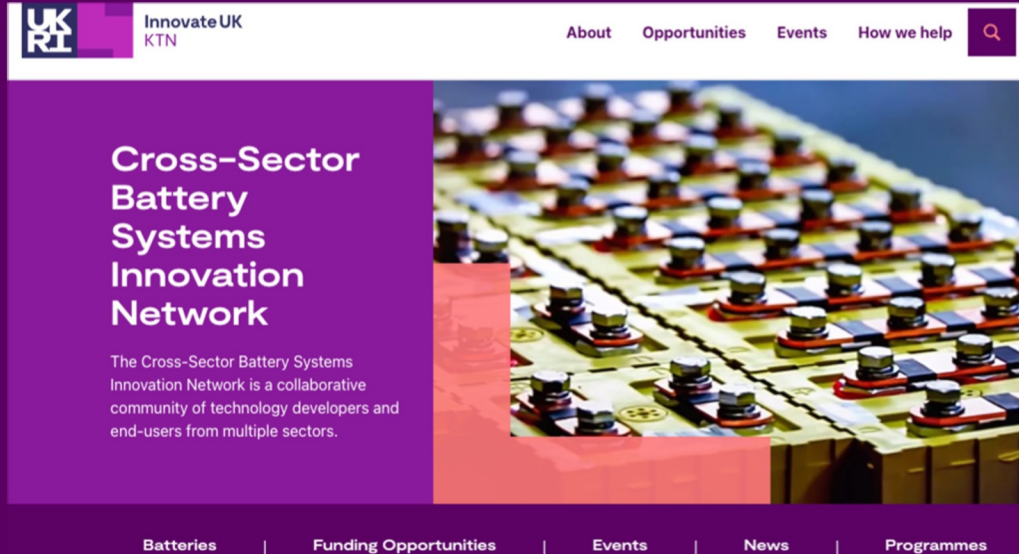 UK
RI
Innovate UK
KTN
About
Opportunities
Events
How we help
Cross-Sector
Battery
Systems
Innovation
Network
The Cross-Sector Battery Systems
Innovation Network is a collaborative
community of technology developers and
end-users from multiple sectors.
Batteries | Funding Opportunities | Events | News | Programmes